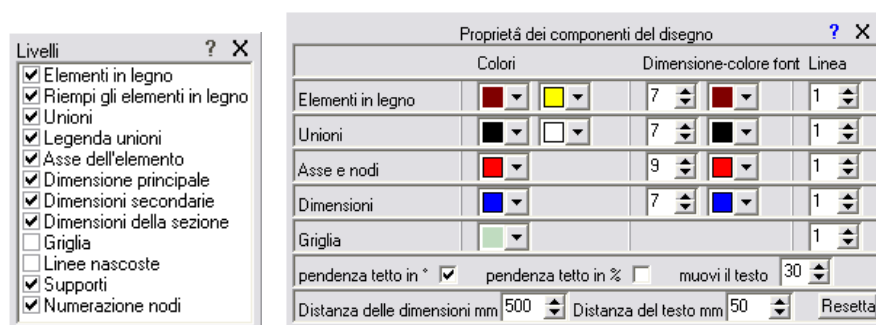 Livelli ? X
Elementi in legno
Riempi gli elementi in legno
Unioni
Legenda unioni
Asse dell'elemento
Dimensione principale
Dimensioni secondarie
Dimensioni della sezione
Griglia
Linee nascoste
Supporti
Numerazione nodi
Proprietâ dei componenti del disegno ? X
Colori Dimensione-colore font Linea
Elementi in legno 7 1
Unioni 7 1
Asse e nodi 9 1
Dimensioni 7 1
Griglia 1
pendenza tetto in ° pendenza tetto in % muovi il testo 30
Distanza delle dimensioni mm 500 Distanza del testo mm 50 Resetta